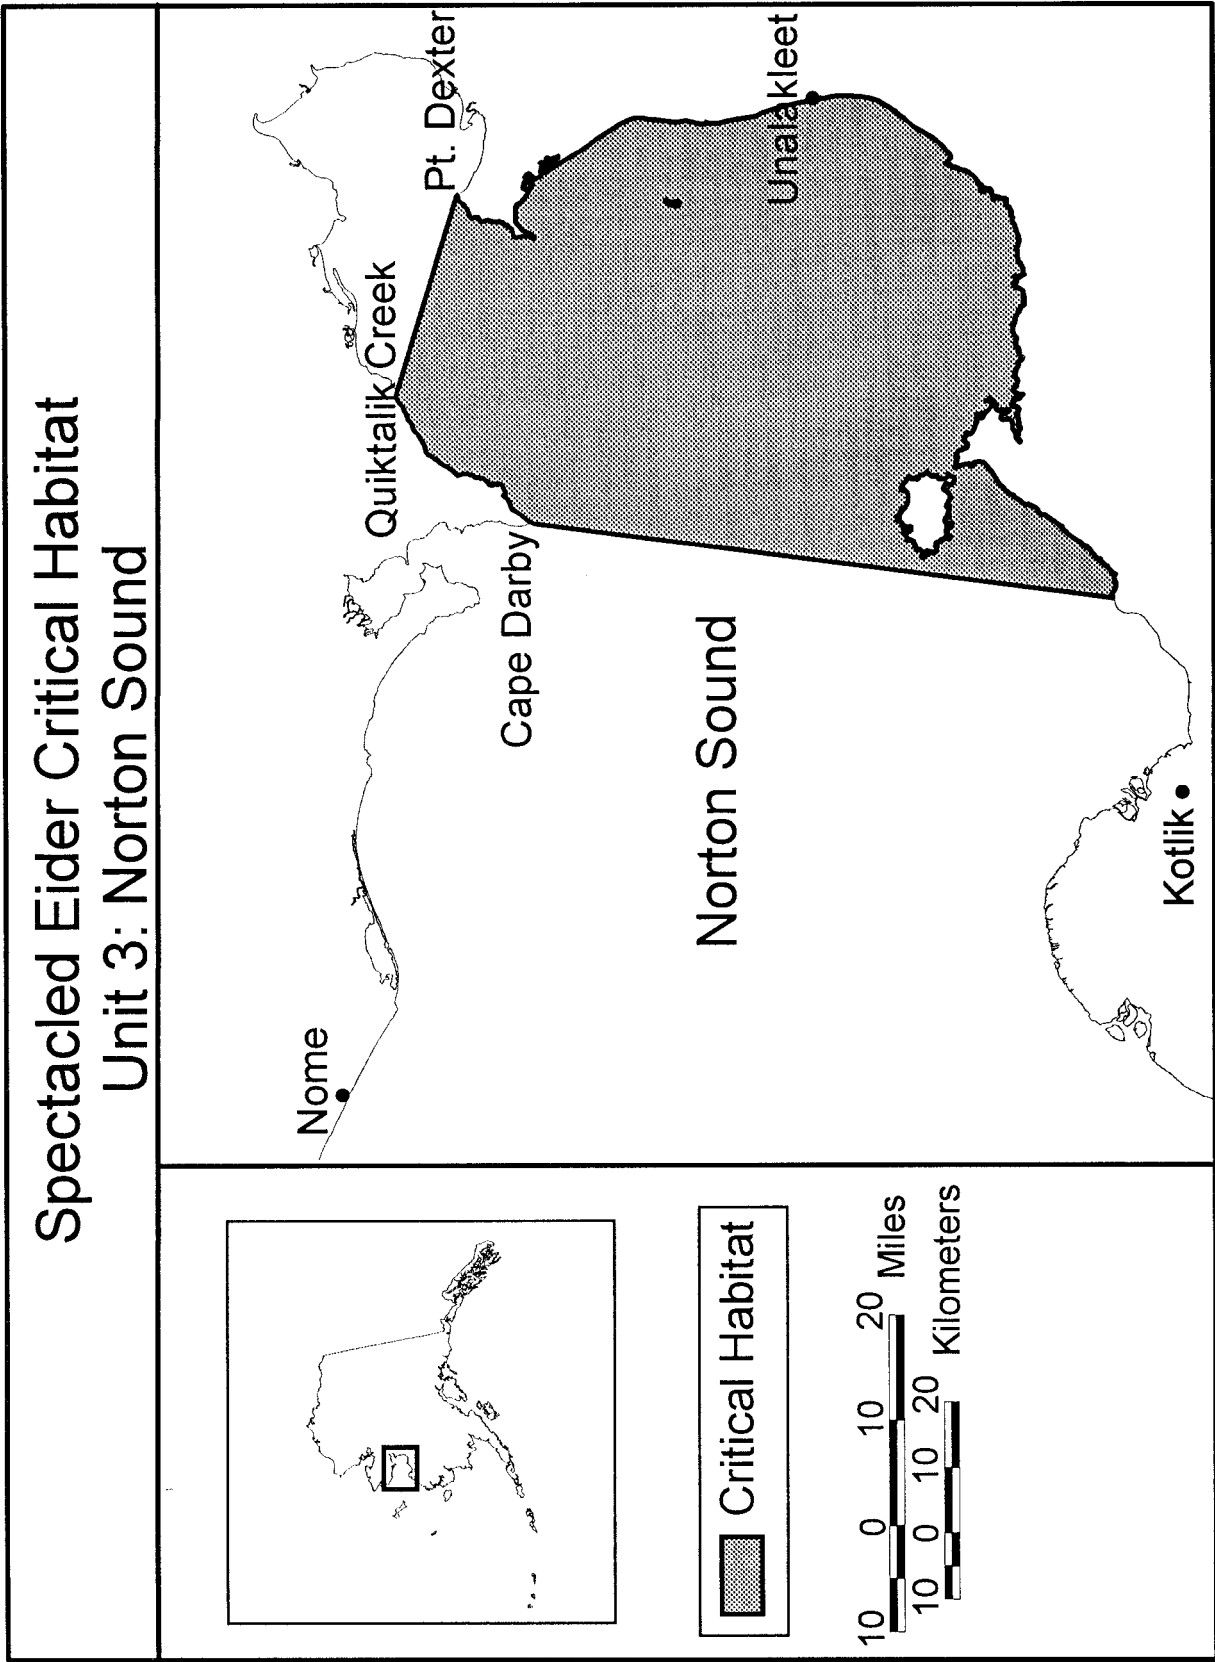 Spectacled Eider Critical Habitat
Unit 3: Norton Sound
Nome
Quiktalik Creek
Pt. Dexter
Cape Darby
Norton Sound
Unalakleet
Kotlik
Critical Habitat
10 0 10 20 Miles
10 0 10 20 Kilometers